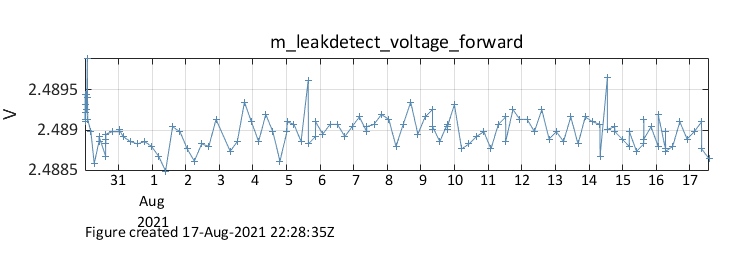 m_leakdetect_voltage_forward
V
2.4895
2.489
2.4885
31 1 2 3 4 5 6 7 8 9 10 11 12 13 14 15 16 17
Aug
2021
Figure created 17-Aug-2021 22:28:35Z